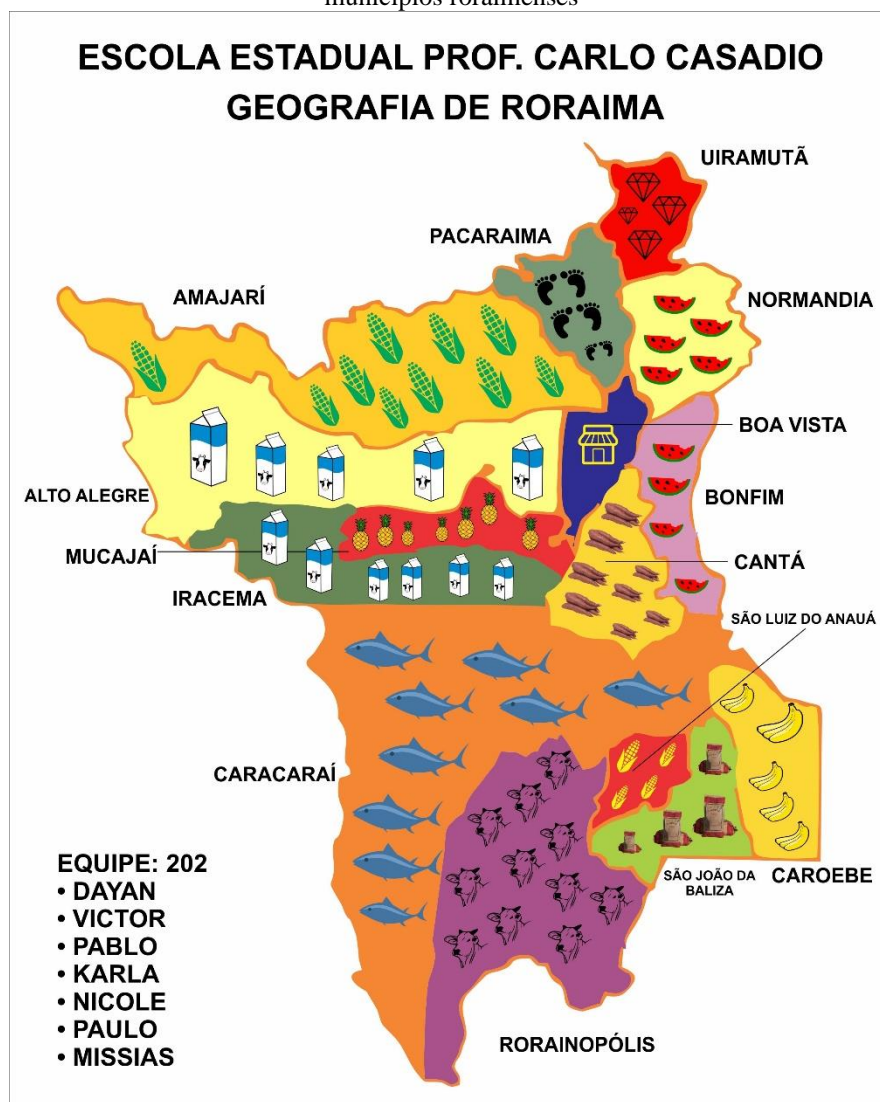 municípios roraimenses
ESCOLA ESTADUAL PROF. CARLO CASADIO
GEOGRAFIA DE RORAIMA
UIRAMUTÃ
PACARAIMA
AMAJARÍ
NORMANDIA
BOA VISTA
ALTO ALEGRE
BONFIM
MUCAJAÍ
CANTÁ
IRACEMA
SÃO LUIZ DO ANAUÁ
CARACARAÍ
EQUIPE: 202
• DAYAN
• VICTOR
• PABLO
• KARLA
• NICOLE
• PAULO
• MISSIAS
SÃO JOÃO DA
BALIZA
CAROEBE
RORAINOPÓLIS